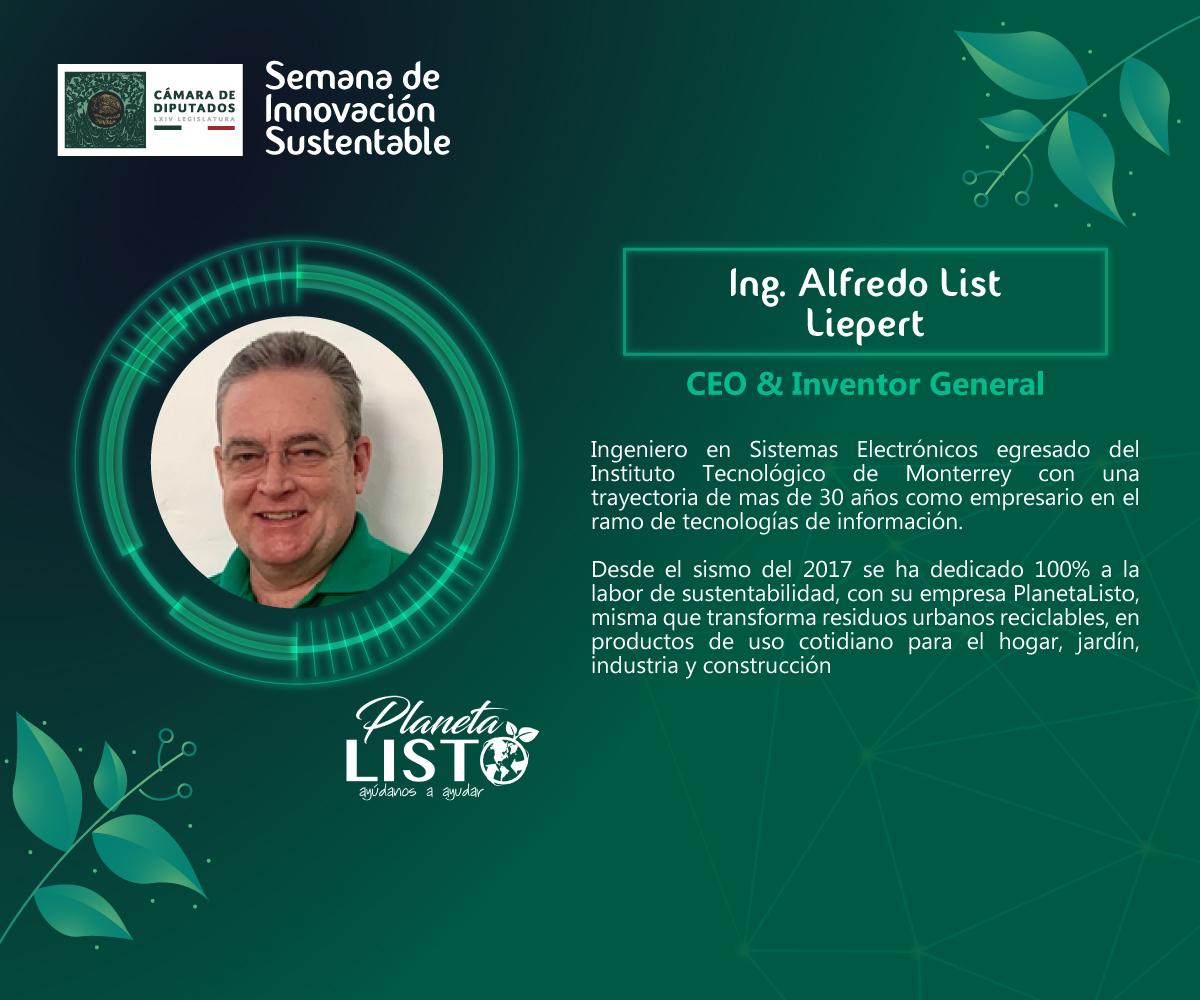 CÁMARA DE
DIPUTADOS
LXIV LEGISLATURA
Semana de
Innovación
Sustentable
Ing. Alfredo List
Liepert
CEO & Inventor General
Ingeniero en Sistemas Electrónicos egresado del
Instituto Tecnológico de Monterrey con una
trayectoria de mas de 30 años como empresario en el
ramo de tecnologías de información.
Desde el sismo del 2017 se ha dedicado 100% a la
labor de sustentabilidad, con su empresa PlanetaListo,
misma que transforma residuos urbanos reciclables, en
productos de uso cotidiano para el hogar, jardín,
industria y construcción
Planeta
LISTO
ayúdanos a ayudar